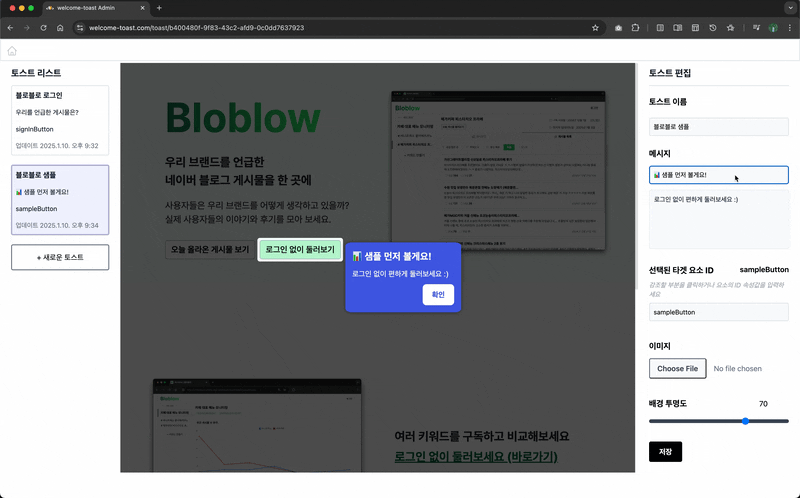 welcome-toast Admin
welcome-toast.com/toast/b400480f-9f83-43c2-afd9-0c0dd7637923
토스트 리스트
블로블로 로그인
우리를 언급한 게시물은?
signInButton
업데이트 2025.1.10. 오후 9:32
블로블로 샘플
📊 샘플 먼저 볼게요!
sampleButton
업데이트 2025.1.10. 오후 9:34
+ 새로운 토스트
Bloblow
우리 브랜드를 언급한
네이버 블로그 게시물을 한 곳에
사용자들은 우리 브랜드를 어떻게 생각하고 있을까?
실제 사용자들의 이야기와 후기를 모아 보세요.
오늘 올라온 게시물 보기
로그인 없이 둘러보기
📊 샘플 먼저 볼게요!
로그인 없이 편하게 둘러보세요 :)
확인
Bloblow
Bloblow
여러 키워드를 구독하고 비교해보세요
로그인 없이 둘러보세요 (바로가기)
토스트 편집
토스트 이름
블로블로 샘플
메시지
📊 샘플 먼저 볼게요!
로그인 없이 편하게 둘러보세요 :)
선택된 타겟 요소 ID
sampleButton
강조할 부분을 클릭하거나 요소의 ID 속성값을 입력하
세요
sampleButton
이미지
Choose File
No file chosen
배경 투명도
70
저장